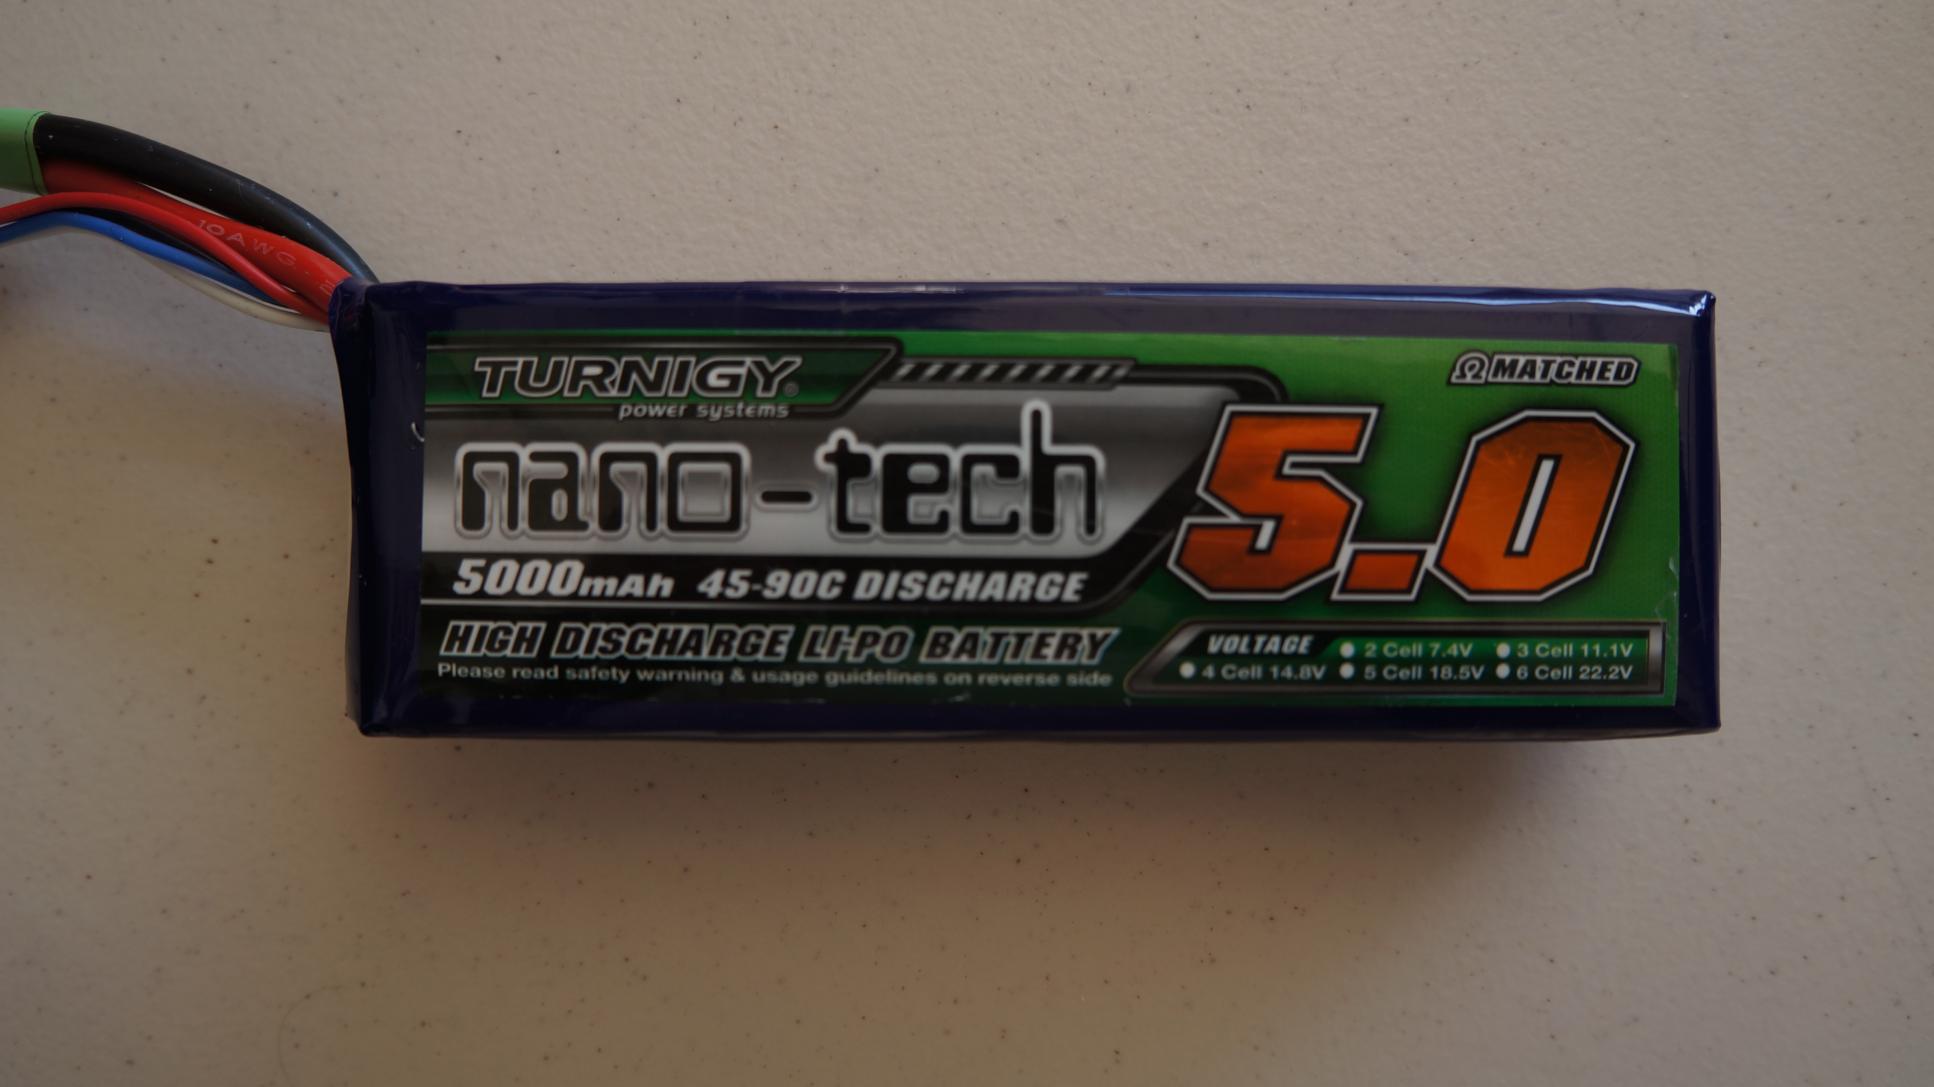 10AWG
TURNIGY®
power systems
Ω MATCHED
nano-tech
5.0
5000mAh 45-90C DISCHARGE
HIGH DISCHARGE LI-PO BATTERY
Please read safety warning & usage guidelines on reverse side
VOLTAGE 2 Cell 7.4V 3 Cell 11.1V
4 Cell 14.8V 5 Cell 18.5V 6 Cell 22.2V